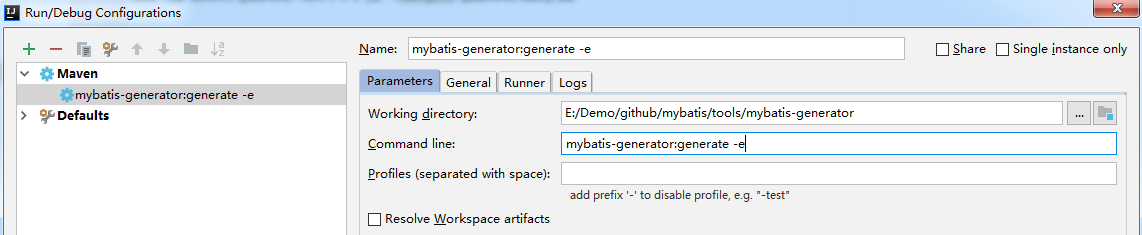 Run/Debug Configurations
Name: mybatis-generator:generate -e
Share
Single instance only
Maven
mybatis-generator:generate -e
Defaults
Parameters General Runner Logs
Working directory: E:/Demo/github/mybatis/tools/mybatis-generator ...
Command line: mybatis-generator:generate -e
Profiles (separated with space):
add prefix '-' to disable profile, e.g. "-test"
Resolve Workspace artifacts